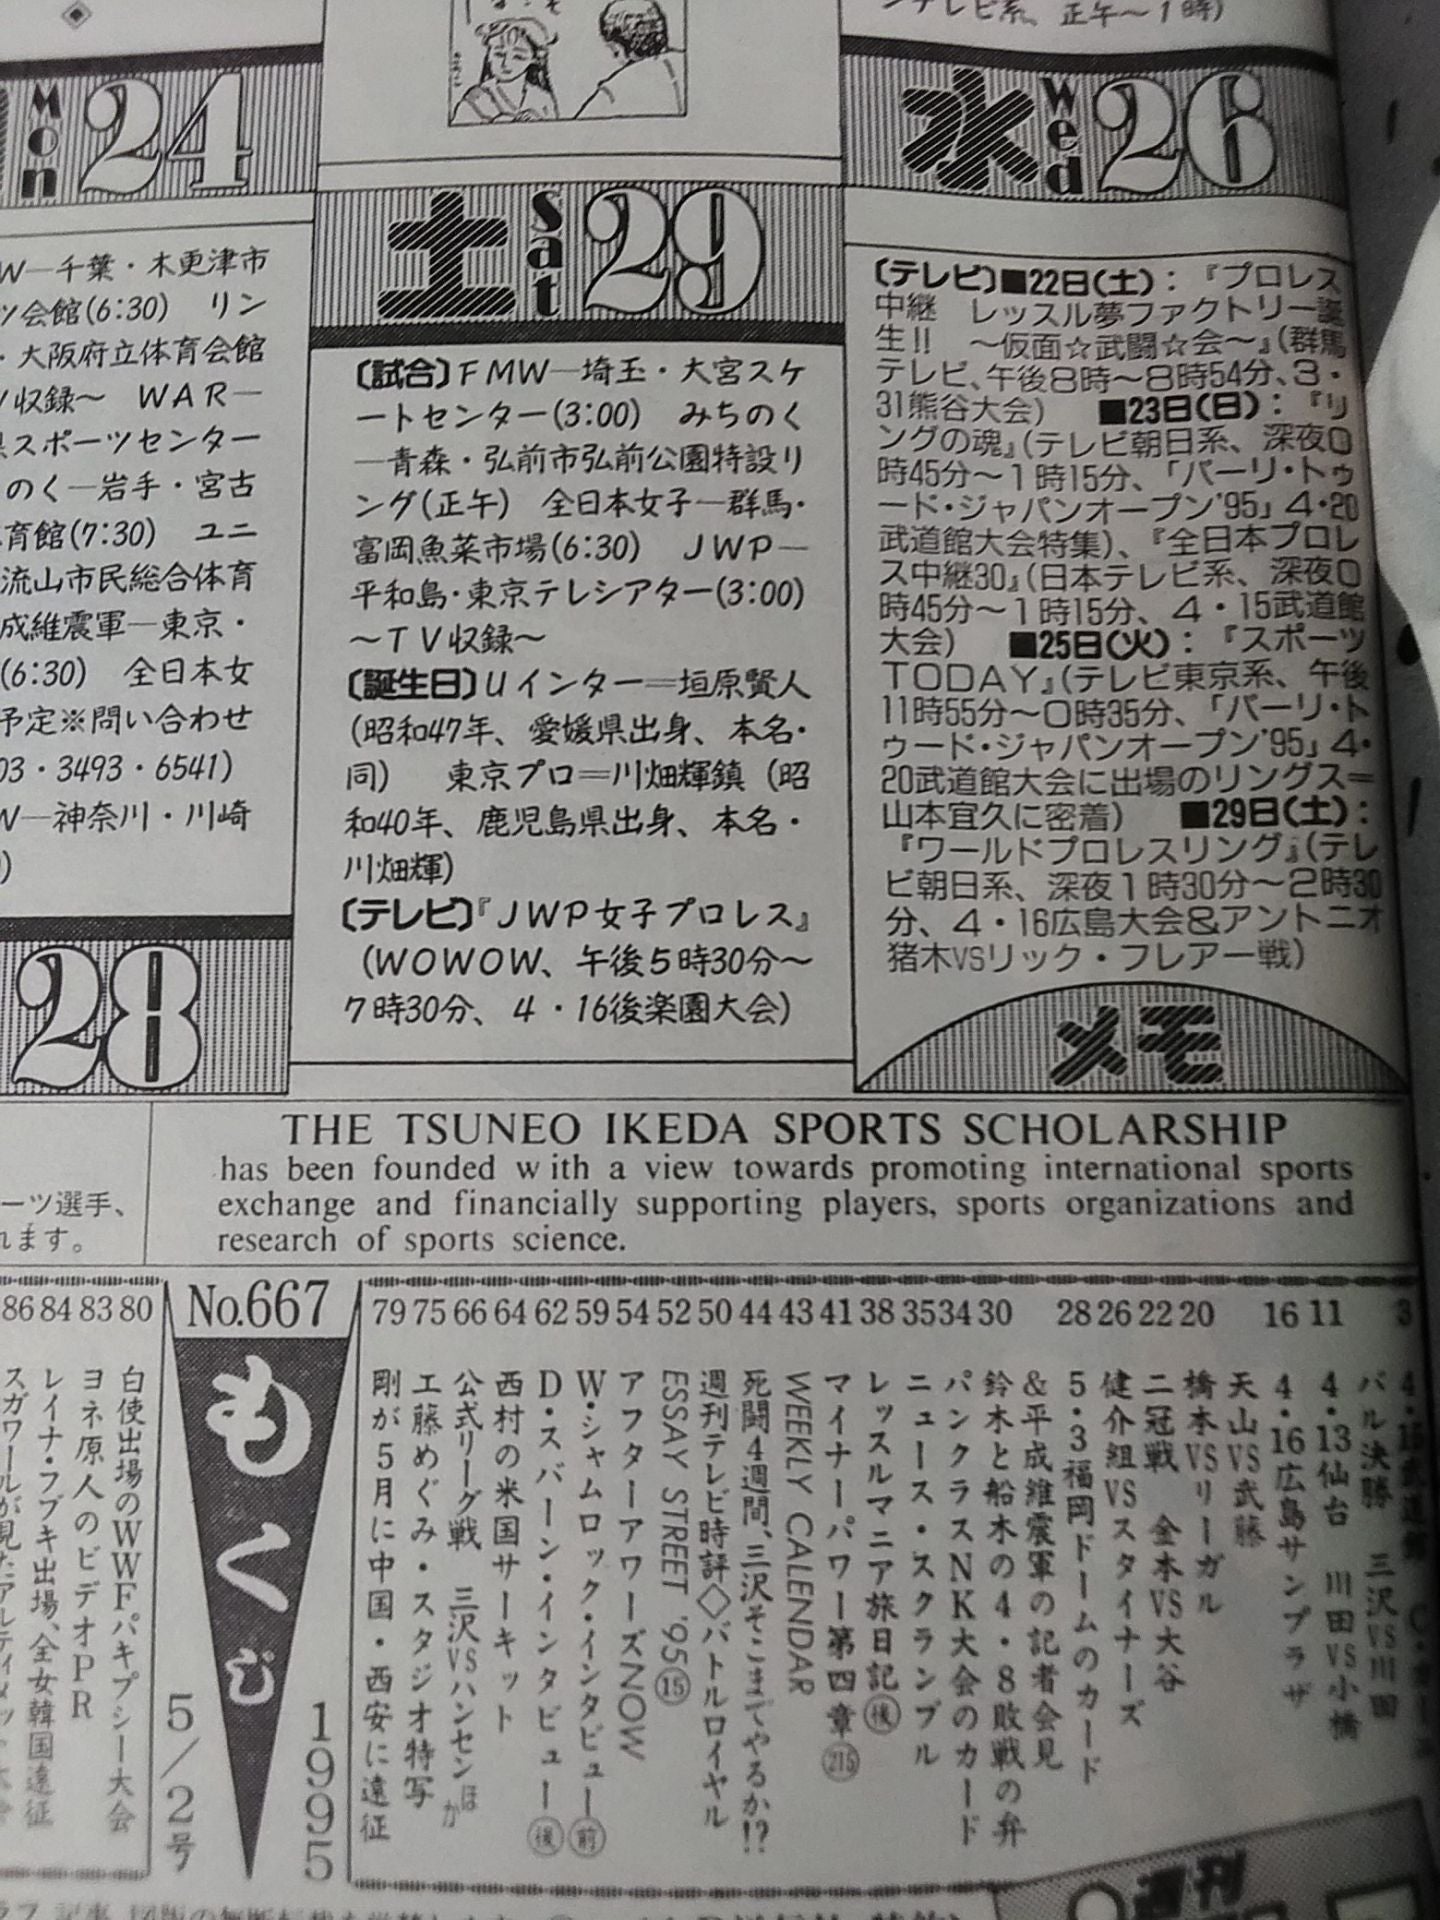 ンテレビ系、正午〜1時)
Mon 24
W―千葉・木更津市
ツ会館(6:30) リン
・大阪府立体育会館
収録〜 WAR―
県スポーツセンター
のく―岩手・宮古
育館(7:30) ユニ
流山市民総合体育
成維震軍―東京・
(6:30) 全日本女
予定※問い合わせ
03・3493・6541)
W―神奈川・川崎
28
土 Sat 29
〔試合〕FMW―埼玉・大宮スケ
ートセンター(3:00) みちのく
―青森・弘前市弘前公園特設リ
ング(正午) 全日本女子―群馬・
富岡魚菜市場(6:30) JWP―
平和島・東京テレシアター(3:00)
〜TV収録〜
〔誕生日〕Uインター=垣原賢人
(昭和47年、愛媛県出身、本名・
同) 東京プロ=川畑輝鎮(昭
和40年、鹿児島県出身、本名・
川畑輝)
〔テレビ〕『JWP女子プロレス』
(WOWOW、午後5時30分〜
7時30分、4・16後楽園大会)
水 Wed 26
〔テレビ〕■22日(土):『プロレス
中継 レッスル夢ファクトリー誕
生!! 〜仮面☆武闘☆会〜』(群馬
テレビ、午後8時〜8時54分、3・
31熊谷大会) ■23日(日):『リ
ングの魂』(テレビ朝日系、深夜0
時45分〜1時15分、「バーリ・トゥ
ード・ジャパンオープン'95」4・20
武道館大会特集)、『全日本プロレ
ス中継30』(日本テレビ系、深夜0
時45分〜1時15分、4・15武道館
大会) ■25日(火):『スポーツ
TODAY』(テレビ東京系、午後
11時55分〜0時35分、「バーリ・ト
ゥード・ジャパンオープン'95」4・
20武道館大会に出場のリングス=
山本宜久に密着) ■29日(土):
『ワールドプロレスリング』(テレ
ビ朝日系、深夜1時30分〜2時30
分、4・16広島大会&アントニオ
猪木VSリック・フレアー戦)
メモ
ーツ選手、
れます。
THE TSUNEO IKEDA SPORTS SCHOLARSHIP
has been founded with a view towards promoting international sports
exchange and financially supporting players, sports organizations and
research of sports science.
3
バル決勝 三沢VS川田
11 4・13仙台 川田VS小橋
16 4・16広島サンプラザ
天山VS武藤
20 橋本VSリーガル
22 二冠戦 金本VS大谷
26 健介組VSスタイナーズ
28 5・3福岡ドームのカード
&平成維震軍の記者会見
30 鈴木と船木の4・8敗戦の弁
34 パンクラスNK大会のカード
35 ニュース・スクランブル
38 レッスルマニア旅日記㊝
41 マイナーパワー第四章(215)
43 WEEKLY CALENDAR
44 死闘4週間、三沢そこまでやるか!?
50 週刊テレビ時評◇バトルロイヤル
52 ESSAY STREET '95⑮
54 アフターアワーズNOW
59 W・シャムロック・インタビュー(前)
62 D・スバーン・インタビュー(後)
64 西村の米国サーキット
66 公式リーグ戦 三沢VSハンセンほか
75 工藤めぐみ・スタジオ特写
79 剛が5月に中国・西安に遠征
No.667
もくじ
1995
5/2号
80 白使出場のWWFパキプシー大会
83 ヨネ原人のビデオPR
84 レイナ・フブキ出場、全女韓国遠征
86
週刊